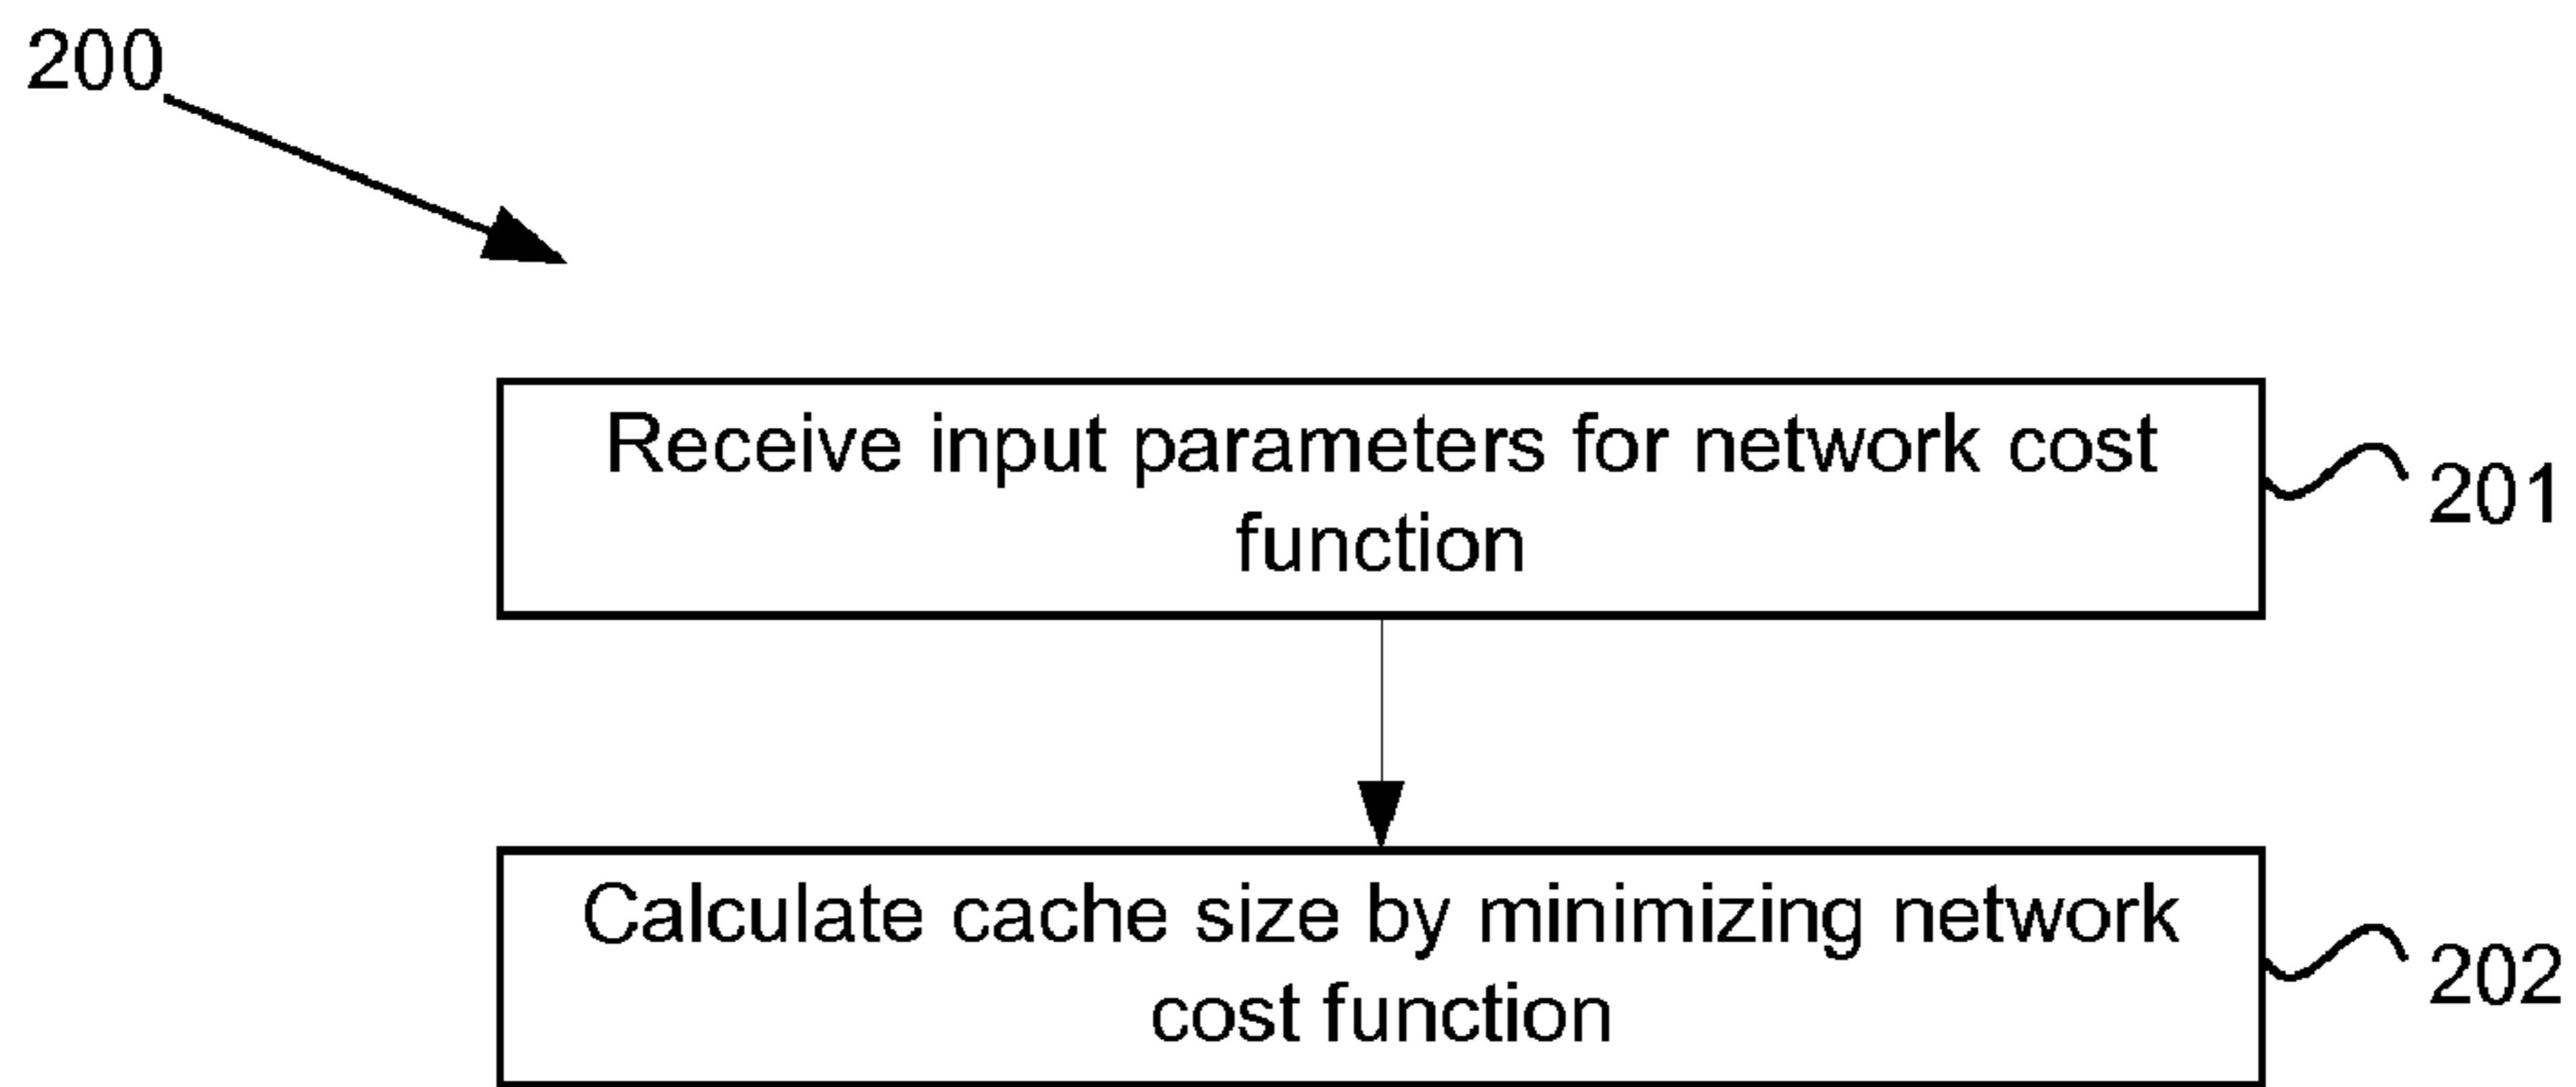 200
Receive input parameters for network cost
function
201
Calculate cache size by minimizing network
cost function
202